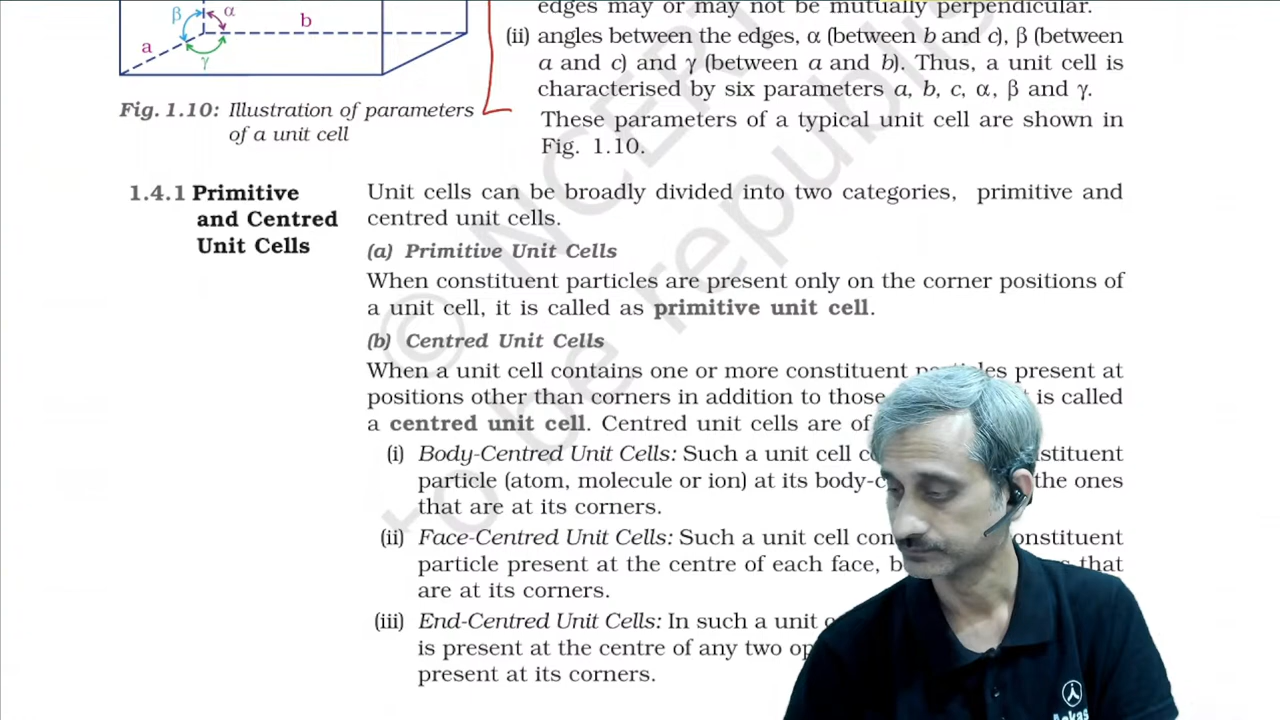 edges may or may not be mutually perpendicular.
β α b
a
γ
(ii) angles between the edges, α (between b and c), β (between
a and c) and γ (between a and b). Thus, a unit cell is
characterised by six parameters a, b, c, α, β and γ.
These parameters of a typical unit cell are shown in
Fig. 1.10.
Fig. 1.10: Illustration of parameters
of a unit cell
1.4.1 Primitive
and Centred
Unit Cells
Unit cells can be broadly divided into two categories, primitive and
centred unit cells.
(a) Primitive Unit Cells
When constituent particles are present only on the corner positions of
a unit cell, it is called as primitive unit cell.
(b) Centred Unit Cells
When a unit cell contains one or more constituent present at
positions other than corners in addition to those is called
a centred unit cell. Centred unit cells are of
(i) Body-Centred Unit Cells: Such a unit cell
particle (atom, molecule or ion) at its the ones
that are at its corners.
(ii) Face-Centred Unit Cells: Such a unit cell
particle present at the centre of each face, that
are at its corners.
(iii) End-Centred Unit Cells: In such a unit
is present at the centre of any two
present at its corners.
© NCERT
to be republi